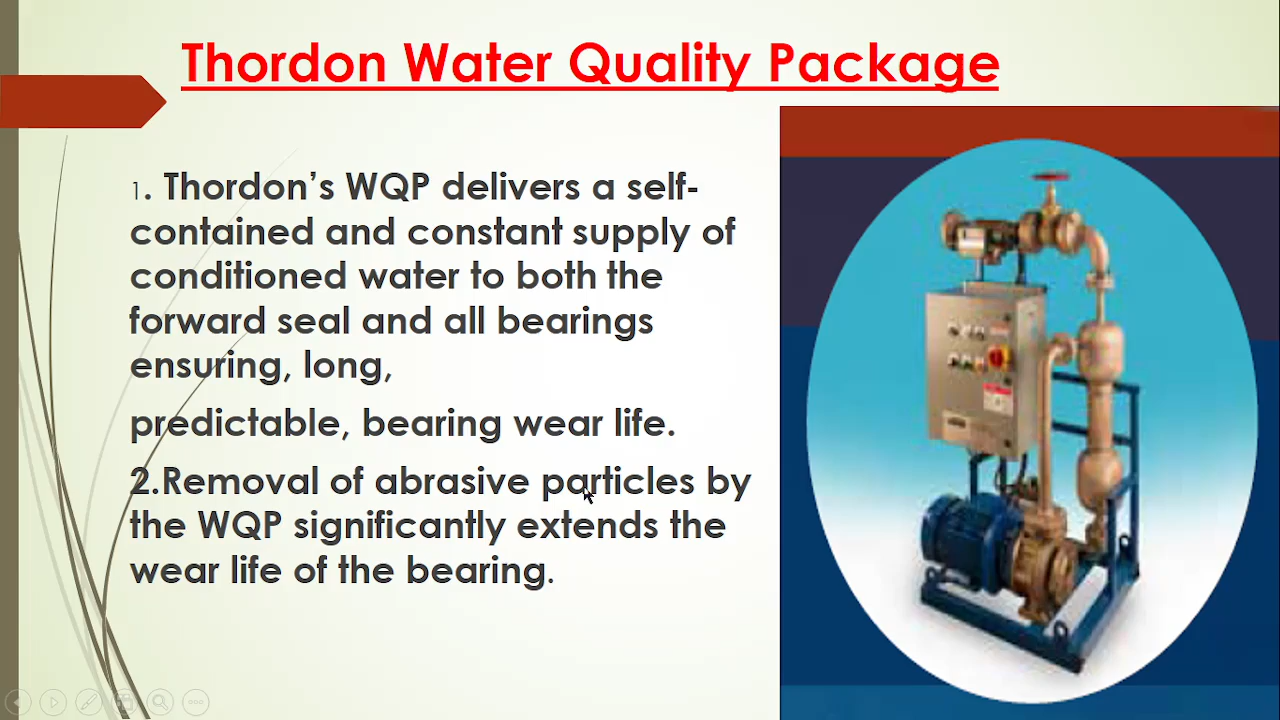 Thordon Water Quality Package
1. Thordon’s WQP delivers a self-
contained and constant supply of
conditioned water to both the
forward seal and all bearings
ensuring, long,
predictable, bearing wear life.
2.Removal of abrasive particles by
the WQP significantly extends the
wear life of the bearing.